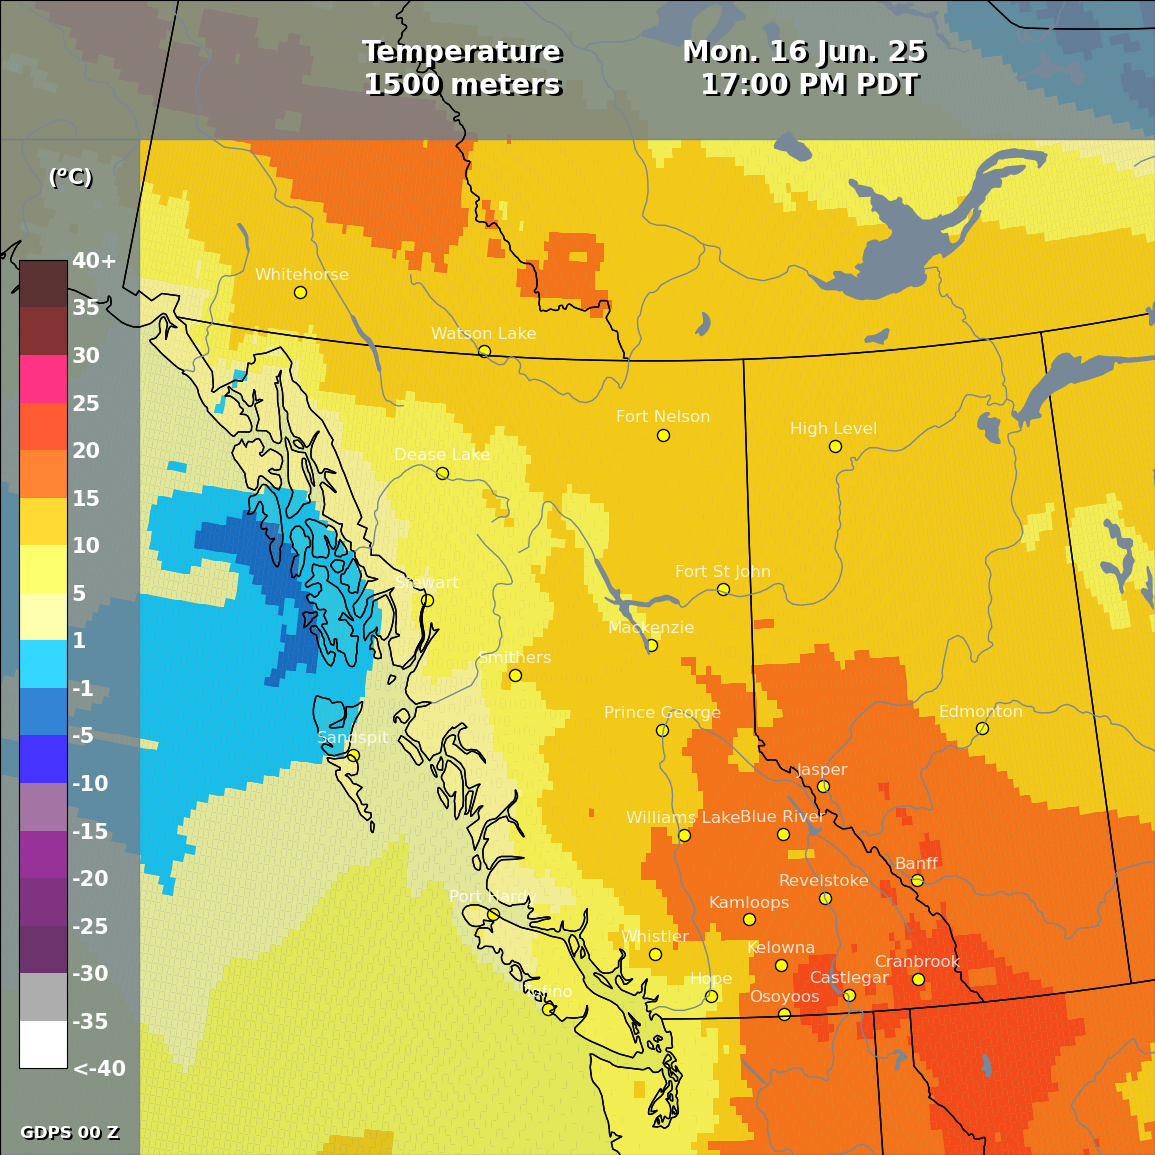 Temperature
1500 meters
Mon. 16 Jun. 25
17:00 PM PDT
(°C)
40+
35
30
25
20
15
10
5
1
-1
-5
-10
-15
-20
-25
-30
-35
<-40
GDPS 00 Z
Whitehorse
Watson Lake
Fort Nelson
High Level
Dease Lake
Fort St John
Stewart
Mackenzie
Smithers
Prince George
Edmonton
Sandspit
Jasper
Williams Lake
Blue River
Banff
Revelstoke
Port Hardy
Kamloops
Whistler
Kelowna
Cranbrook
Hope
Castlegar
Tofino
Osoyoos